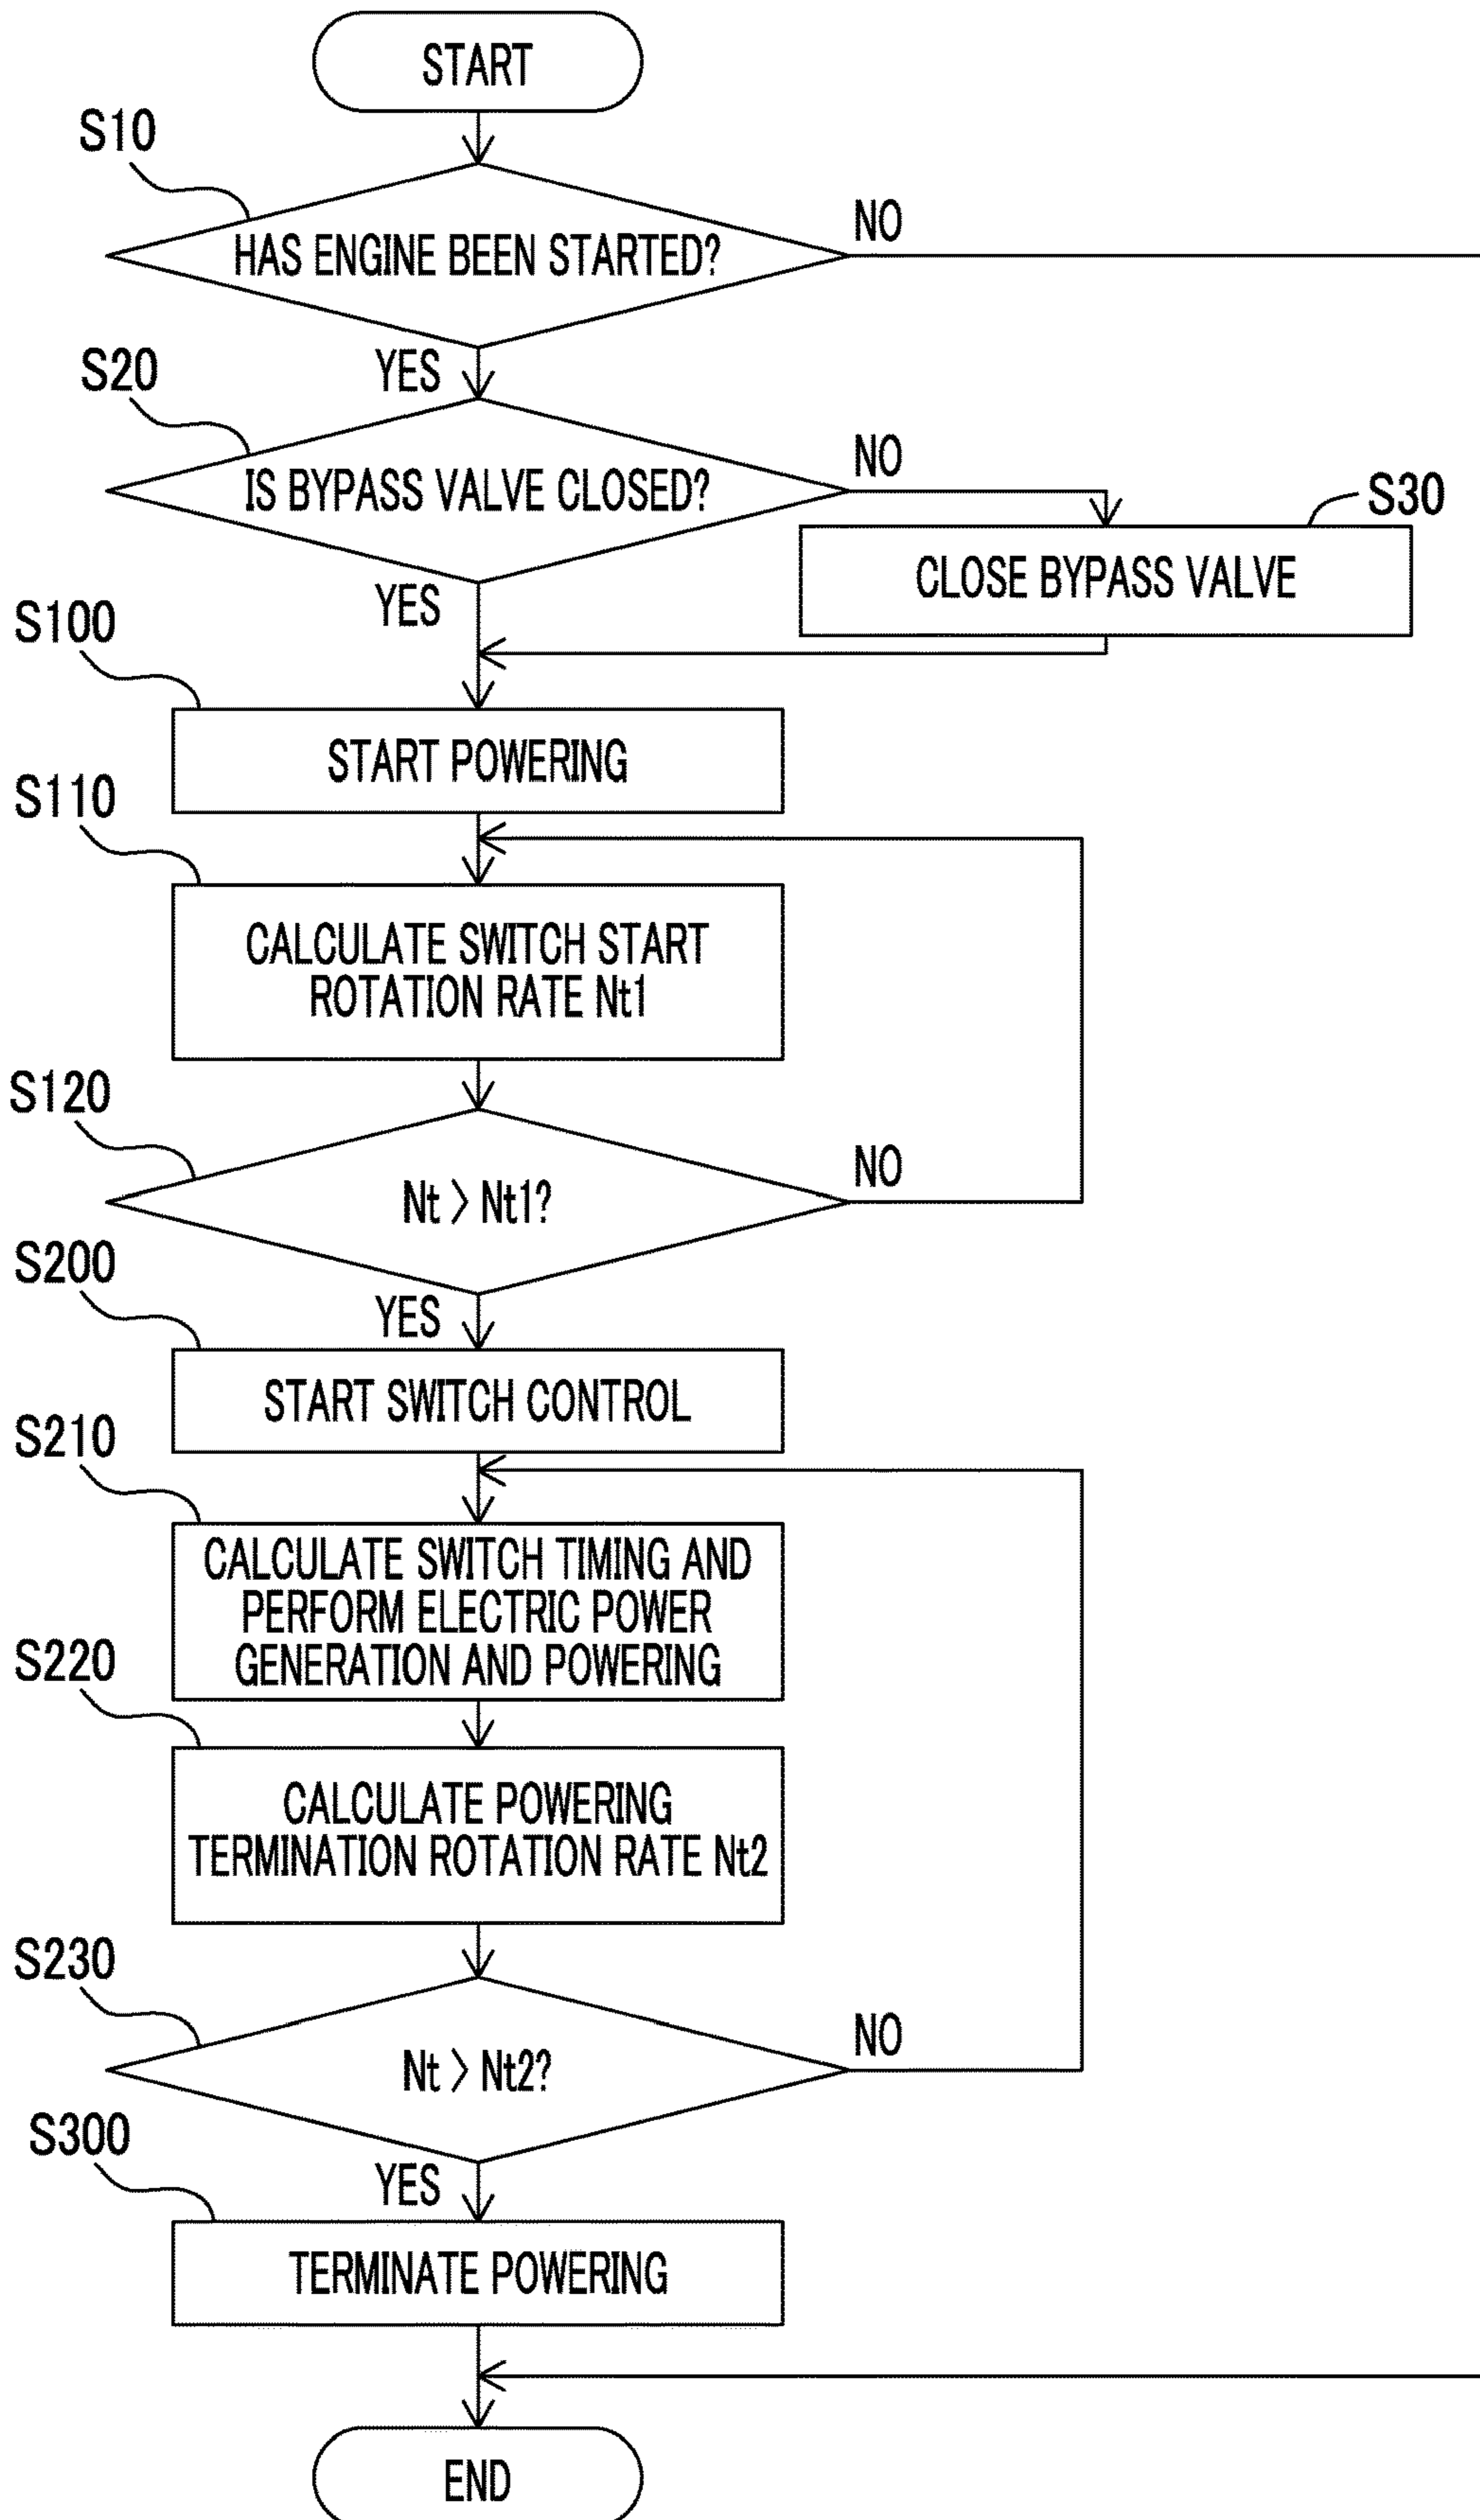 START
S10
HAS ENGINE BEEN STARTED?
NO
YES
S20
IS BYPASS VALVE CLOSED?
NO
S30
CLOSE BYPASS VALVE
YES
S100
START POWERING
S110
CALCULATE SWITCH START
ROTATION RATE Nt1
S120
Nt > Nt1?
NO
YES
S200
START SWITCH CONTROL
S210
CALCULATE SWITCH TIMING AND
PERFORM ELECTRIC POWER
GENERATION AND POWERING
S220
CALCULATE POWERING
TERMINATION ROTATION RATE Nt2
S230
Nt > Nt2?
NO
YES
S300
TERMINATE POWERING
END